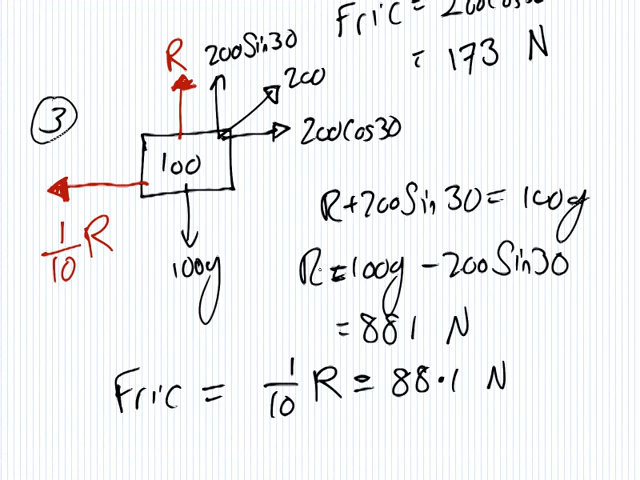 Fric = 200cos30
= 173 N
3
R
200Sin30
200
200Cos30
100
1/10 R
100g
R+200Sin30 = 100g
R = 100g - 200Sin30
= 881 N
Fric = 1/10 R = 88.1 N